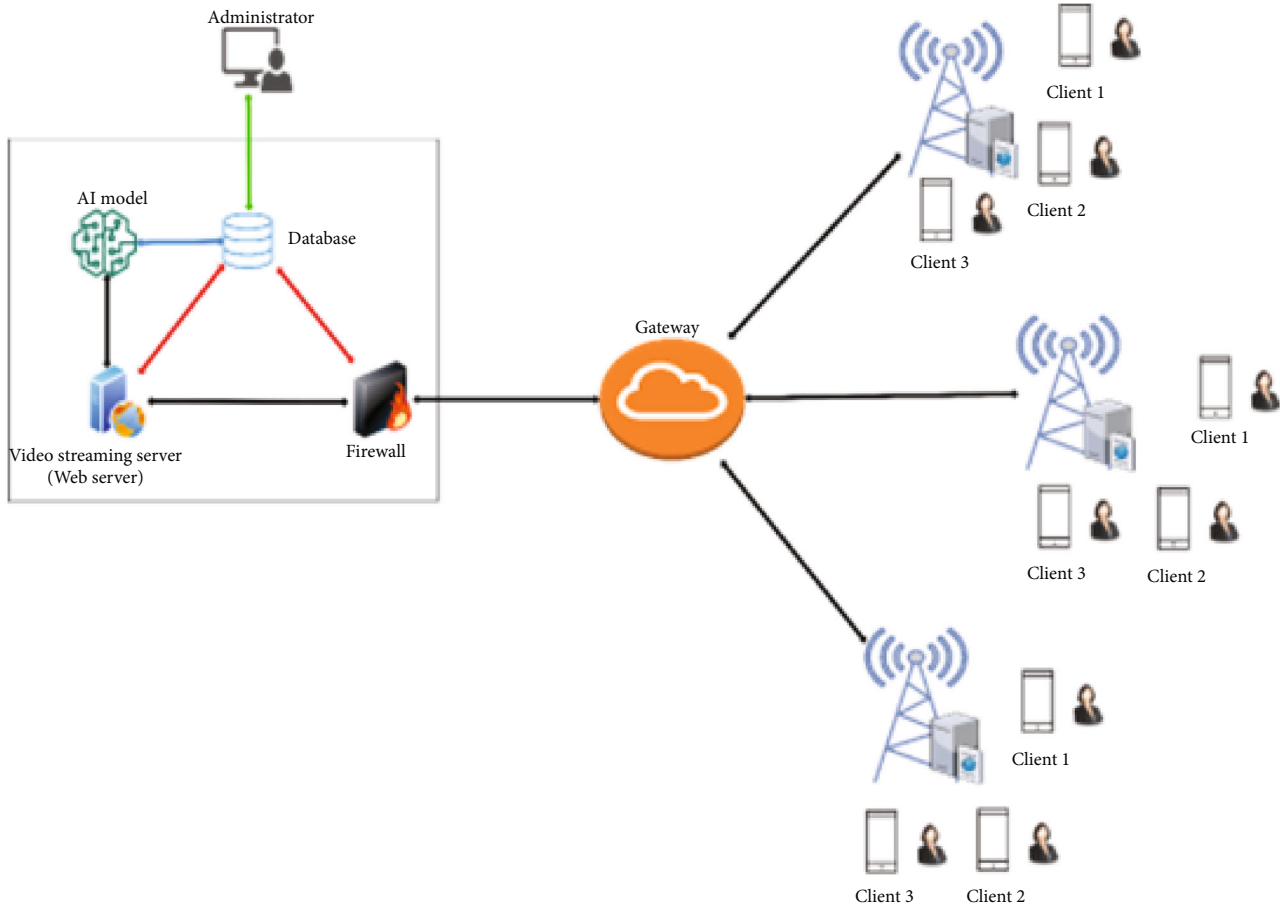 Administrator
AI model
Database
Video streaming server
(Web server)
Firewall
Gateway
Client 1
Client 2
Client 3
Client 1
Client 3
Client 2
Client 1
Client 3
Client 2